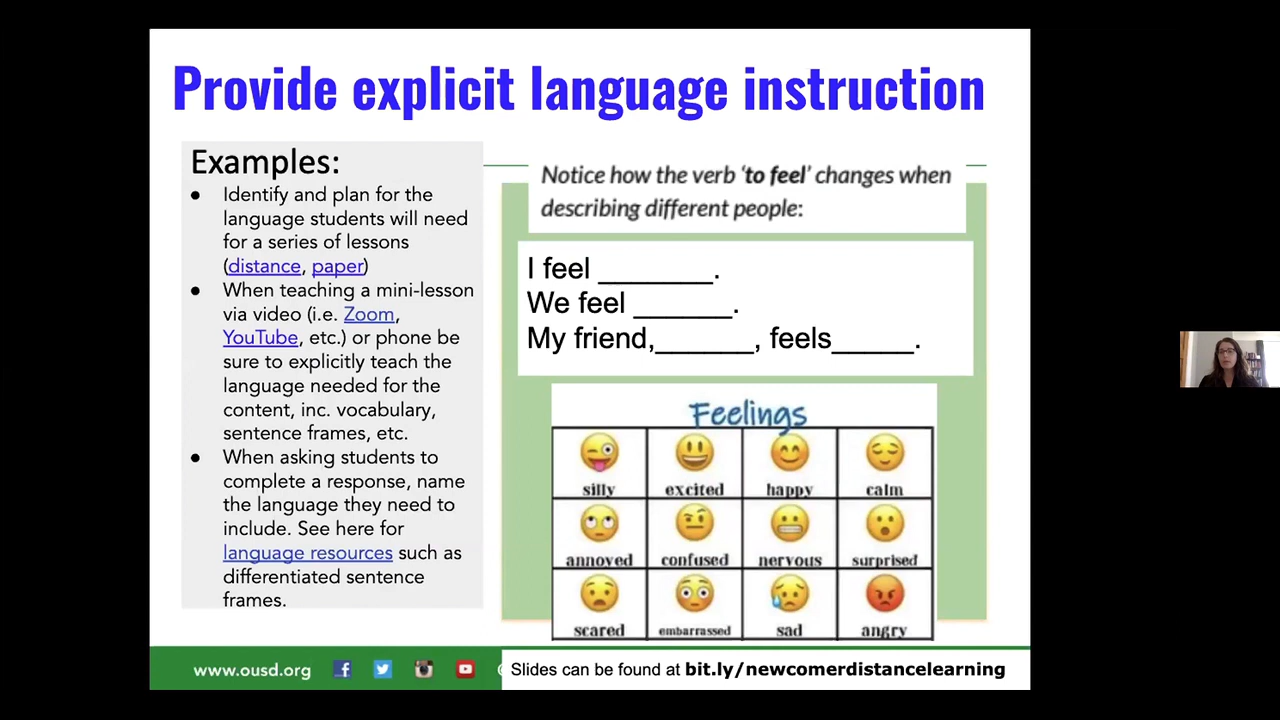 Provide explicit language instruction
Examples:
● Identify and plan for the
language students will need
for a series of lessons
(distance, paper)
● When teaching a mini-lesson
via video (i.e. Zoom,
YouTube, etc.) or phone be
sure to explicitly teach the
language needed for the
content, inc. vocabulary,
sentence frames, etc.
● When asking students to
complete a response, name
the language they need to
include. See here for
language resources such as
differentiated sentence
frames.
Notice how the verb 'to feel' changes when
describing different people:
I feel _______.
We feel ______.
My friend,______, feels_____.
Feelings
silly excited happy calm
annoyed confused nervous surprised
scared embarrassed sad angry
www.ousd.org
Slides can be found at bit.ly/newcomerdistancelearning